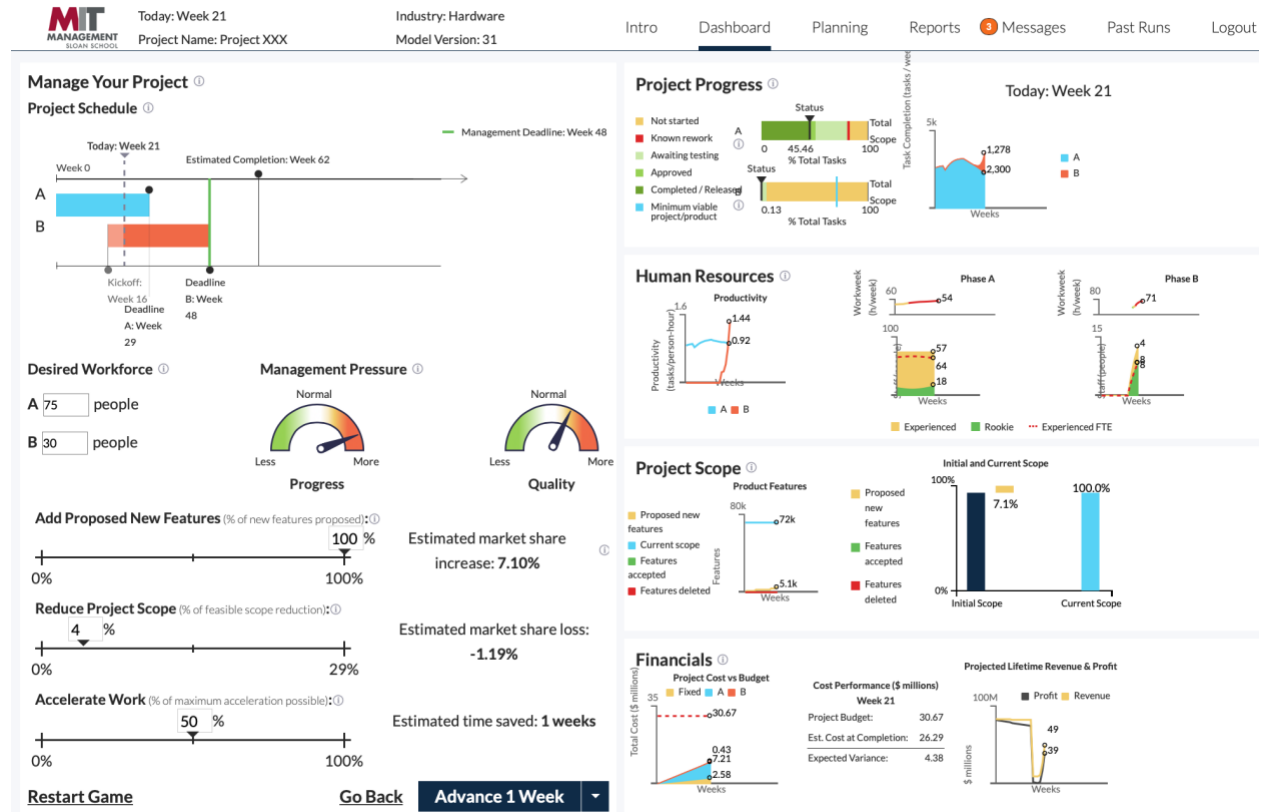 MIT
MANAGEMENT
SLOAN SCHOOL
Today: Week 21
Project Name: Project XXX
Industry: Hardware
Model Version: 31
Intro
Dashboard
Planning
Reports
3 Messages
Past Runs
Logout
Manage Your Project
Project Schedule
Management Deadline: Week 48
Today: Week 21
Week 0
Estimated Completion: Week 62
A
B
Kickoff:
Week 16
Deadline
A: Week
29
Deadline
B: Week
48
Desired Workforce
A 75 people
B 30 people
Management Pressure
Normal
Less
More
Progress
Normal
Less
More
Quality
Add Proposed New Features (% of new features proposed):
100 %
0%
100%
Estimated market share
increase: 7.10%
Reduce Project Scope (% of feasible scope reduction):
4 %
0%
29%
Estimated market share loss:
-1.19%
Accelerate Work (% of maximum acceleration possible):
50 %
0%
100%
Estimated time saved: 1 weeks
Restart Game
Go Back
Advance 1 Week
Project Progress
Not started
Known rework
Awaiting testing
Approved
Completed / Released
Minimum viable
project/product
Status
A
Total
Scope
0
45.46
100
% Total Tasks
Status
B
Total
Scope
0.13
100
% Total Tasks
Today: Week 21
Task Completion (tasks / wee
5k
1,278
2,300
Weeks
A
B
Human Resources
Productivity
1.6
Productivity
(tasks/person-hour)
1.44
0.92
Weeks
A
B
Phase A
Workweek
(h/week)
60
54
100
57
64
18
Weeks
Phase B
Workweek
(h/week)
80
71
15
Staff (people)
4
8
8
Weeks
Experienced
Rookie
Experienced FTE
Project Scope
Product Features
Proposed new
features
Current scope
Features
accepted
Features deleted
80k
Features
72k
5.1k
Weeks
Proposed
new
features
Features
accepted
Features
deleted
Initial and Current Scope
100%
0%
7.1%
100.0%
Initial Scope
Current Scope
Financials
Project Cost vs Budget
Fixed
A
B
Total Cost ($ millions)
35
30.67
0.43
7.21
2.58
Weeks
Cost Performance ($ millions)
Week 21
Project Budget: 30.67
Est. Cost at Completion: 26.29
Expected Variance: 4.38
Projected Lifetime Revenue & Profit
Profit
Revenue
100M
$ millions
49
39
Weeks